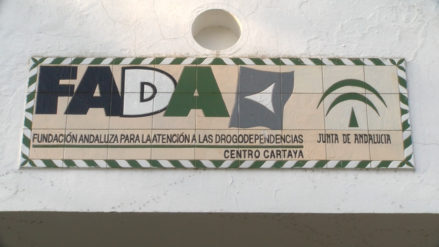 FADA
FUNDACIÓN ANDALUZA PARA LA ATENCIÓN A LAS DROGODEPENDENCIAS
CENTRO CARTAYA
JUNTA DE ANDALUCIA